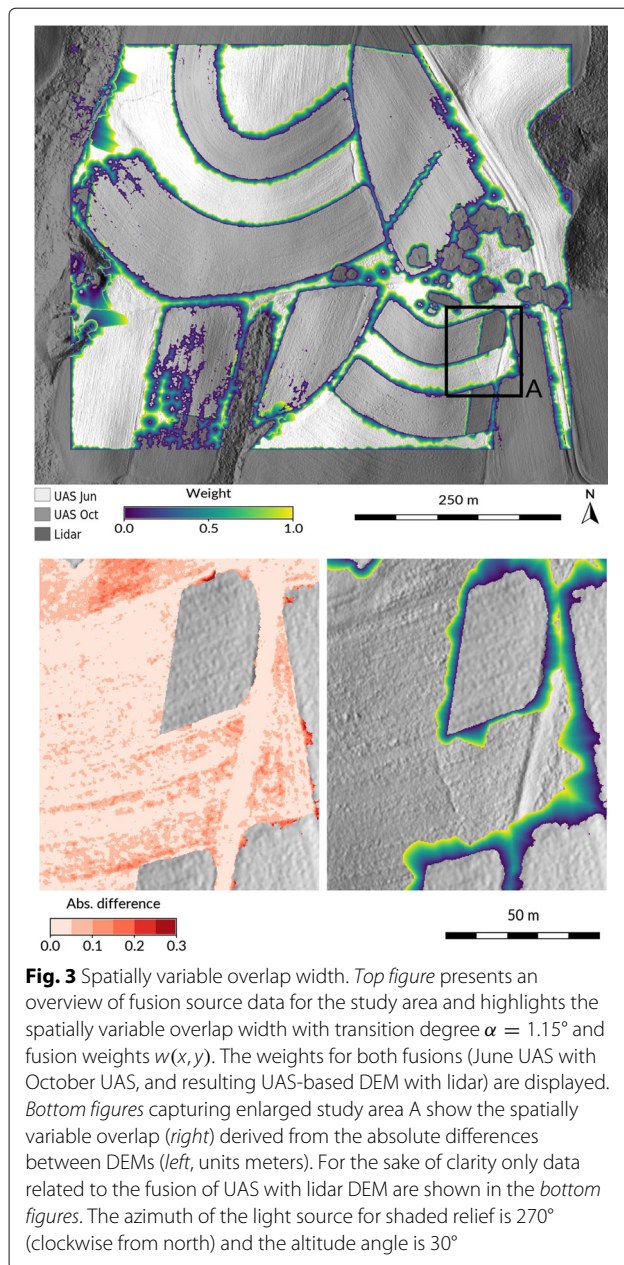 A
UAS Jun
UAS Oct
Lidar
Weight
0.0 0.5 1.0
250 m
N
Abs. difference
0.0 0.1 0.2 0.3
50 m
Fig. 3 Spatially variable overlap width. Top figure presents an
overview of fusion source data for the study area and highlights the
spatially variable overlap width with transition degree α = 1.15° and
fusion weights w(x, y). The weights for both fusions (June UAS with
October UAS, and resulting UAS-based DEM with lidar) are displayed.
Bottom figures capturing enlarged study area A show the spatially
variable overlap (right) derived from the absolute differences
between DEMs (left, units meters). For the sake of clarity only data
related to the fusion of UAS with lidar DEM are shown in the bottom
figures. The azimuth of the light source for shaded relief is 270°
(clockwise from north) and the altitude angle is 30°